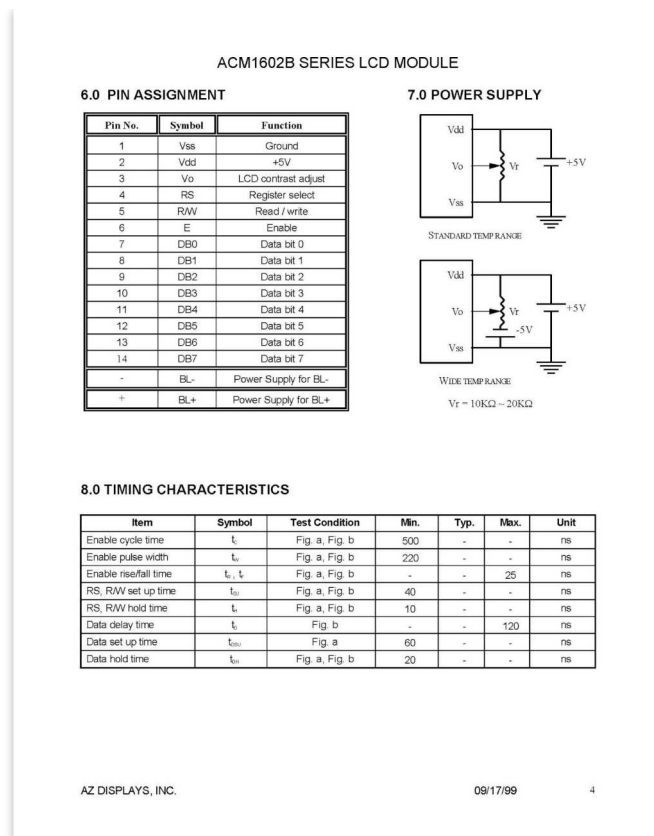 ACM1602B SERIES LCD MODULE
6.0 PIN ASSIGNMENT
Pin No. Symbol Function
1 Vss Ground
2 Vdd +5V
3 Vo LCD contrast adjust
4 RS Register select
5 R/W Read / write
6 E Enable
7 DB0 Data bit 0
8 DB1 Data bit 1
9 DB2 Data bit 2
10 DB3 Data bit 3
11 DB4 Data bit 4
12 DB5 Data bit 5
13 DB6 Data bit 6
14 DB7 Data bit 7
- BL- Power Supply for BL-
+ BL+ Power Supply for BL+
7.0 POWER SUPPLY
Vdd
Vo Vr +5V
Vss
STANDARD TEMP RANGE
Vdd
Vo Vr +5V
-5V
Vss
WIDE TEMP RANGE
Vr = 10KΩ ~ 20KΩ
8.0 TIMING CHARACTERISTICS
Item Symbol Test Condition Min. Typ. Max. Unit
Enable cycle time tc Fig. a, Fig. b 500 - - ns
Enable pulse width tw Fig. a, Fig. b 220 - - ns
Enable rise/fall time Fig. a, Fig. b - - 25 ns
RS, R/W set up time tsu Fig. a, Fig. b 40 - - ns
RS, R/W hold time Fig. a, Fig. b 10 - - ns
Data delay time tD Fig. b - - 120 ns
Data set up time tDSU Fig. a 60 - - ns
Data hold time tDH Fig. a, Fig. b 20 - - ns
AZ DISPLAYS, INC. 09/17/99 4